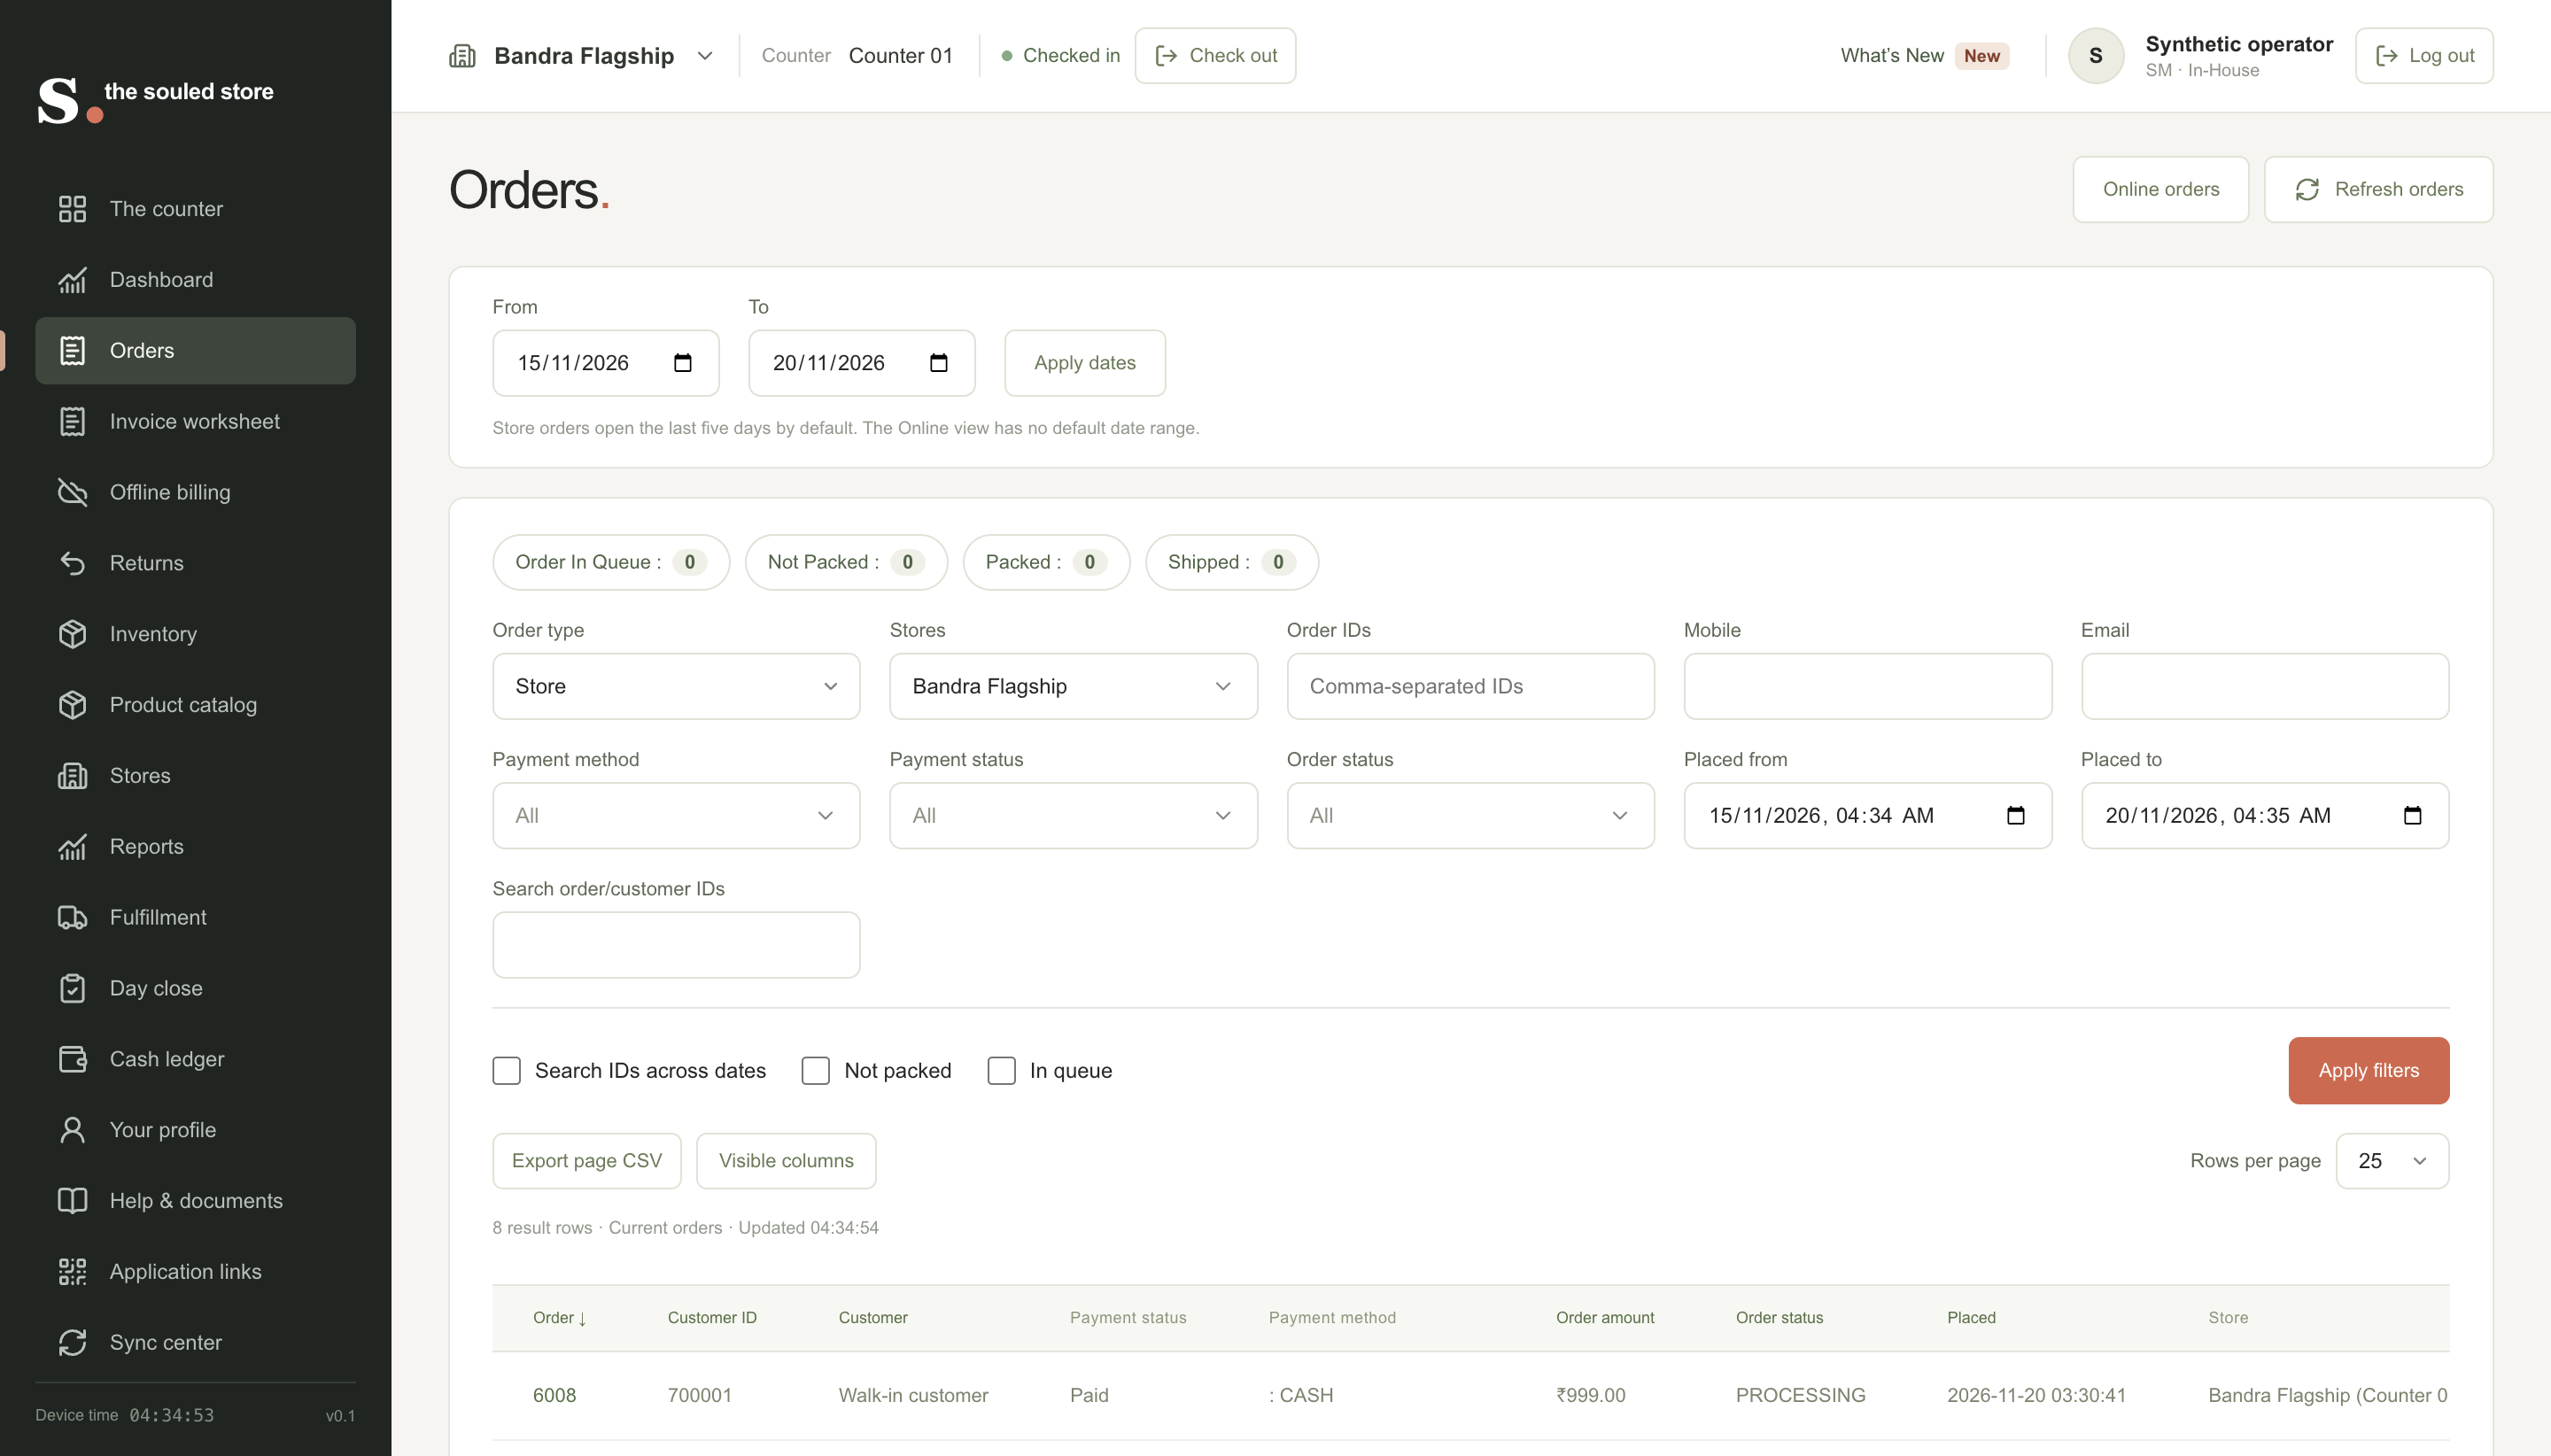 S.
the souled store
The counter
Dashboard
Orders
Invoice worksheet
Offline billing
Returns
Inventory
Product catalog
Stores
Reports
Fulfillment
Day close
Cash ledger
Your profile
Help & documents
Application links
Sync center
Device time 04:34:53 v0.1
Bandra Flagship Counter Counter 01 Checked in Check out What's New New S Synthetic operator Log out
SM · In-House
Orders. Online orders Refresh orders
From To
15/11/2026 20/11/2026 Apply dates
Store orders open the last five days by default. The Online view has no default date range.
Order In Queue : 0 Not Packed : 0 Packed : 0 Shipped : 0
Order type Stores Order IDs Mobile Email
Store Bandra Flagship Comma-separated IDs
Payment method Payment status Order status Placed from Placed to
All All All 15/11/2026, 04:34 AM 20/11/2026, 04:35 AM
Search order/customer IDs
Search IDs across dates Not packed In queue Apply filters
Export page CSV Visible columns Rows per page 25
8 result rows · Current orders · Updated 04:34:54
Order ↓ Customer ID Customer Payment status Payment method Order amount Order status Placed Store
6008 700001 Walk-in customer Paid : CASH ₹999.00 PROCESSING 2026-11-20 03:30:41 Bandra Flagship (Counter 0